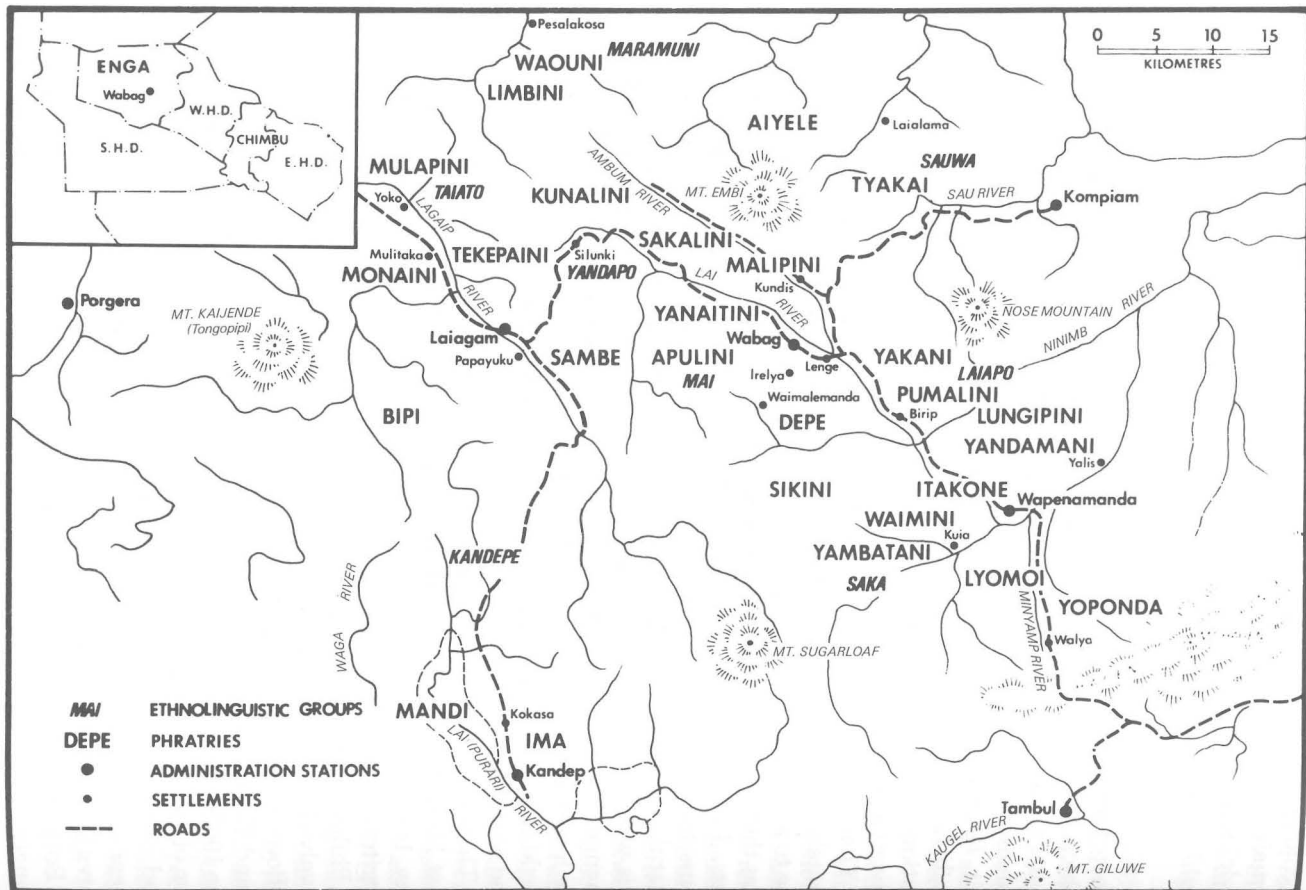 ENGA
Wabag
W.H.D.
CHIMBU
S.H.D.
E.H.D.
Pesalakosa
MARAMUNI
WAOUNI
LIMBINI
0 5 10 15
KILOMETRES
AIYELE
Laialama
AMBUM RIVER
MT. EMBI
SAUWA
TYAKAI
SAU RIVER
Kompiam
MULAPINI
TAIATO
Yoko
LAGAIP
RIVER
KUNALINI
Mulitaka
MONAINI
TEKEPAINI
Silunki
YANDAPO
SAKALINI
MALIPINI
Kundis
LAI
RIVER
Porgera
MT. KAIJENDE
(Tongopipi)
NOSE MOUNTAIN
NINIMB
RIVER
YANAITINI
Wabag
Lenge
YAKANI
LAIAPO
Laiagam
Papayuku
SAMBE
APULINI
MAI
Irelya
Waimalemanda
DEPE
PUMALINI
Birip
LUNGIPINI
YANDAMANI
Yalis
BIPI
SIKINI
ITAKONE
Wapenamanda
WAIMINI
Kuia
YAMBATANI
SAKA
KANDEPE
LYOMOI
MINYAMP RIVER
YOPONDA
Walya
WAGA
RIVER
MT. SUGARLOAF
MANDI
Kokasa
IMA
LAI (PURARI)
RIVER
Kandep
Tambul
KAUGEL RIVER
MT. GILUWE
MAI ETHNOLINGUISTIC GROUPS
DEPE PHRATRIES
ADMINISTRATION STATIONS
SETTLEMENTS
ROADS